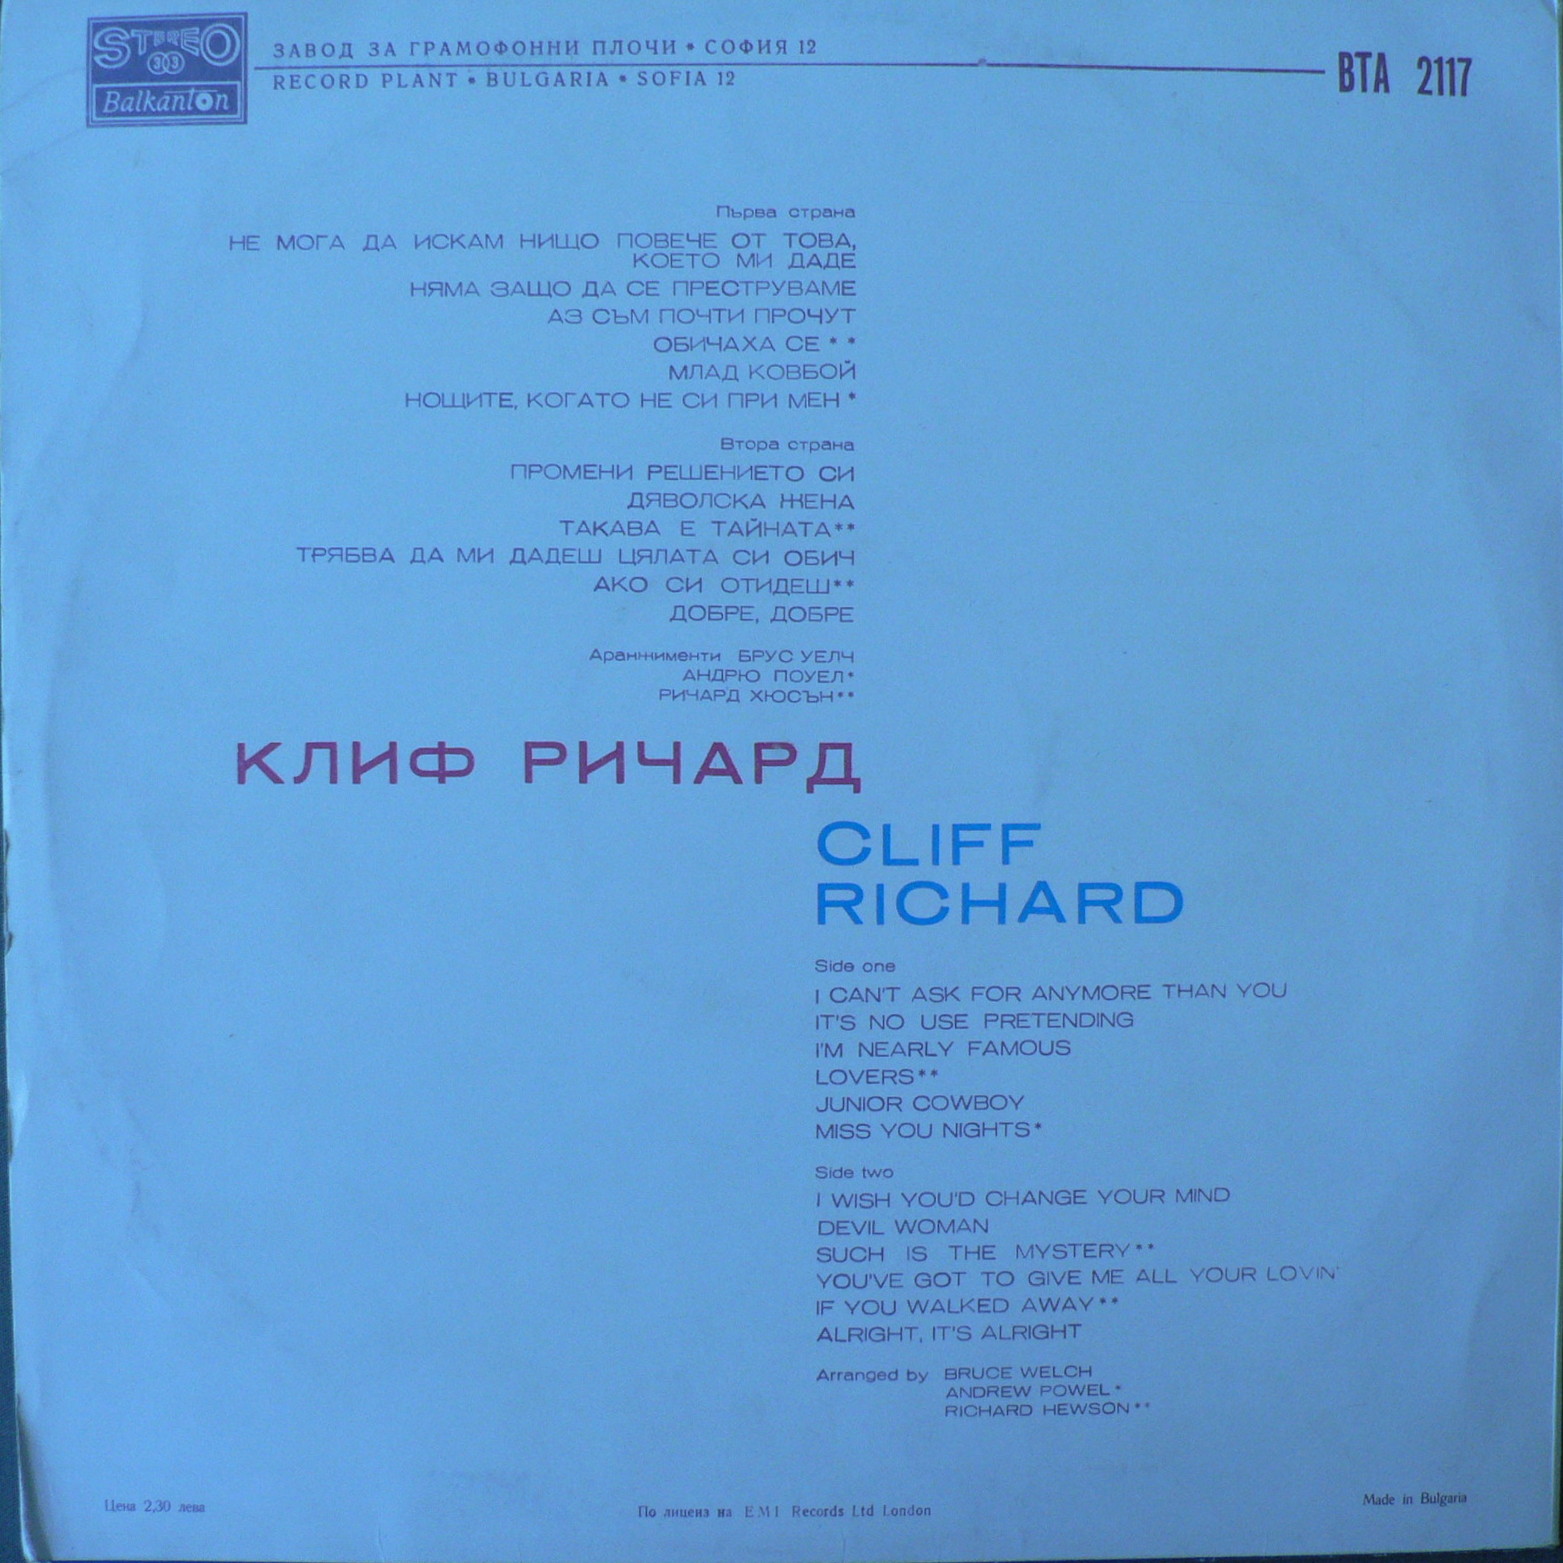 STEREO
33
Balkanton
ЗАВОД ЗА ГРАМОФОННИ ПЛОЧИ • СОФИЯ 12
RECORD PLANT • BULGARIA • SOFIA 12
ВТА 2117
Първа страна
НЕ МОГА ДА ИСКАМ НИЩО ПОВЕЧЕ ОТ ТОВА,
КОЕТО МИ ДАДЕ
НЯМА ЗАЩО ДА СЕ ПРЕСТРУВАМЕ
АЗ СЪМ ПОЧТИ ПРОЧУТ
ОБИЧАХА СЕ * *
МЛАД КОВБОЙ
НОЩИТЕ, КОГАТО НЕ СИ ПРИ МЕН *
Втора страна
ПРОМЕНИ РЕШЕНИЕТО СИ
ДЯВОЛСКА ЖЕНА
ТАКАВА Е ТАЙНАТА**
ТРЯБВА ДА МИ ДАДЕШ ЦЯЛАТА СИ ОБИЧ
АКО СИ ОТИДЕШ**
ДОБРЕ, ДОБРЕ
Аранжименти БРУС УЕЛЧ
АНДРЮ ПОУЕЛ*
РИЧАРД ХЮСЪН**
КЛИФ РИЧАРД
CLIFF
RICHARD
Side one
I CAN'T ASK FOR ANYMORE THAN YOU
IT'S NO USE PRETENDING
I'M NEARLY FAMOUS
LOVERS**
JUNIOR COWBOY
MISS YOU NIGHTS*
Side two
I WISH YOU'D CHANGE YOUR MIND
DEVIL WOMAN
SUCH IS THE MYSTERY**
YOU'VE GOT TO GIVE ME ALL YOUR LOVIN'
IF YOU WALKED AWAY**
ALRIGHT, IT'S ALRIGHT
Arranged by BRUCE WELCH
ANDREW POWEL*
RICHARD HEWSON**
Цена 2,30 лева
По лиценз на EMI Records Ltd London
Made in Bulgaria